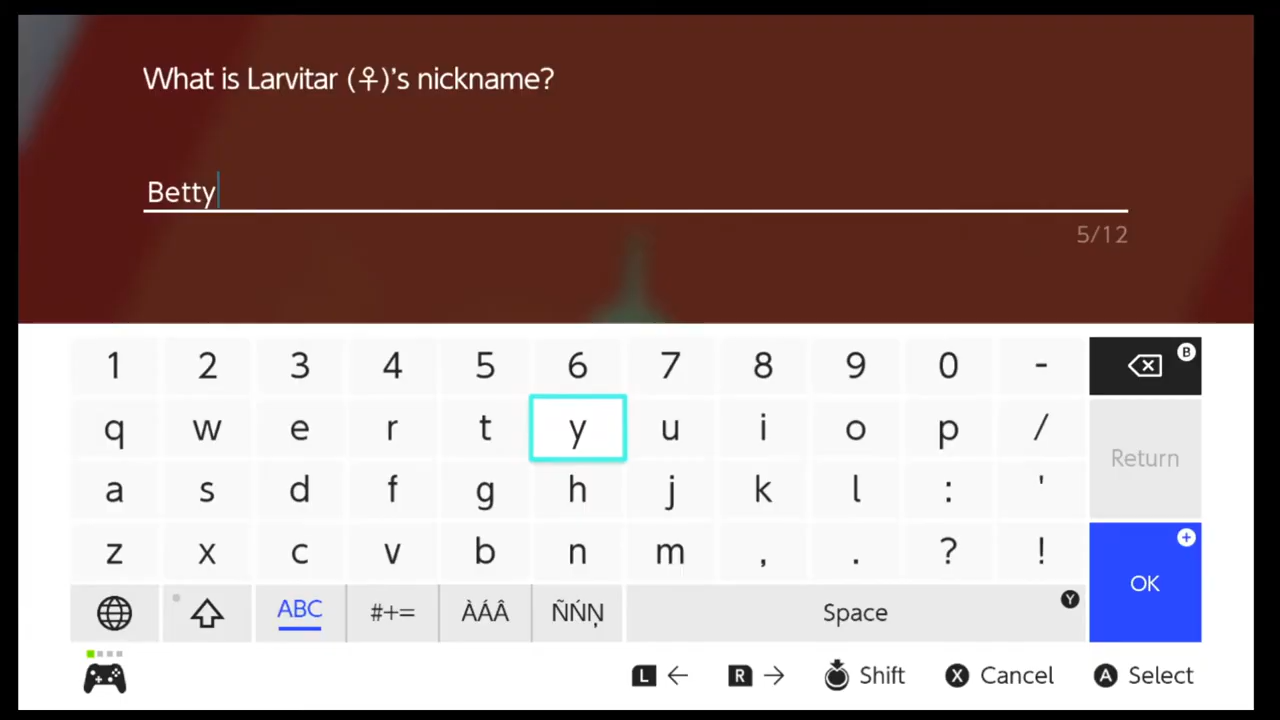 What is Larvitar (♀)'s nickname?
Betty
5/12
1 2 3 4 5 6 7 8 9 0 - B
q w e r t y u i o p /
Return
a s d f g h j k l : '
z x c v b n m , . ? ! +
OK
ABC #+= ÀÁÂ ÑŃŅ Space Y
L ← R → Shift X Cancel A Select